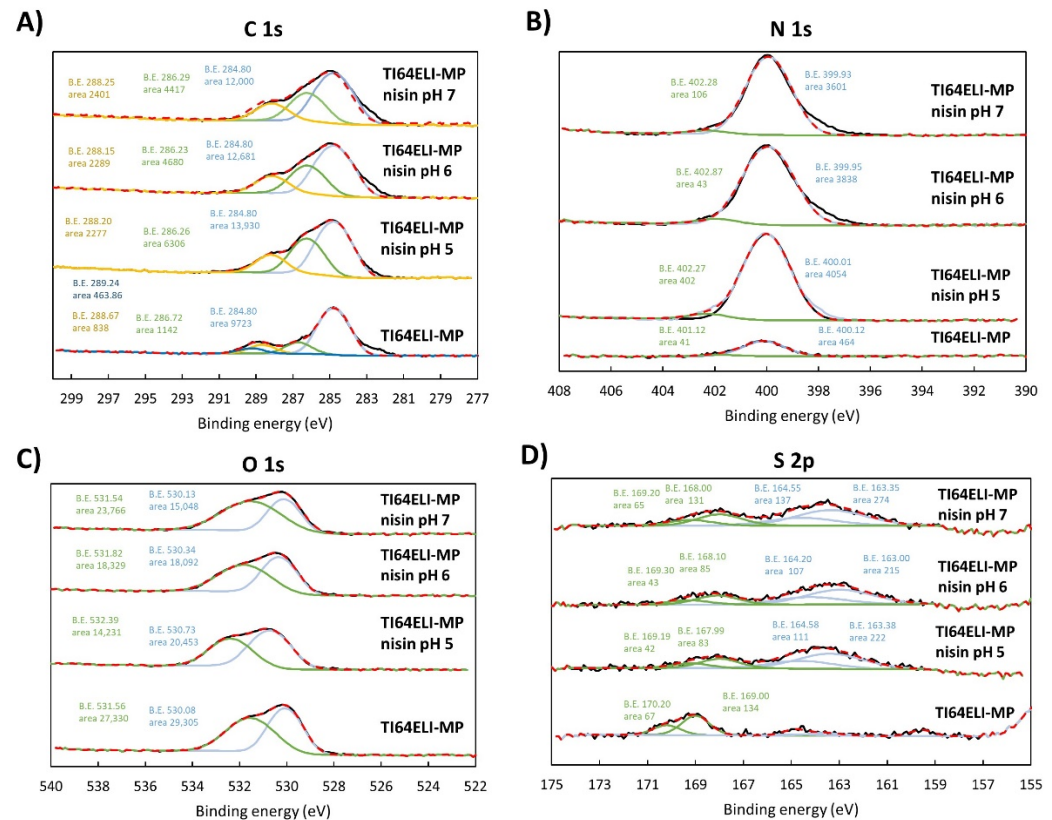 A)
C 1s
B.E. 288.25
area 2401
B.E. 286.29
area 4417
B.E. 284.80
area 12,000
TI64ELI-MP
nisin pH 7
B.E. 288.15
area 2289
B.E. 286.23
area 4680
B.E. 284.80
area 12,681
TI64ELI-MP
nisin pH 6
B.E. 288.20
area 2277
B.E. 286.26
area 6306
B.E. 284.80
area 13,930
TI64ELI-MP
nisin pH 5
B.E. 289.24
area 463.86
B.E. 288.67
area 838
B.E. 286.72
area 1142
B.E. 284.80
area 9723
TI64ELI-MP
299 297 295 293 291 289 287 285 283 281 279 277
Binding energy (eV)
B)
N 1s
B.E. 402.28
area 106
B.E. 399.93
area 3601
TI64ELI-MP
nisin pH 7
B.E. 402.87
area 43
B.E. 399.95
area 3838
TI64ELI-MP
nisin pH 6
B.E. 402.27
area 402
B.E. 400.01
area 4054
TI64ELI-MP
nisin pH 5
B.E. 401.12
area 41
B.E. 400.12
area 464
TI64ELI-MP
408 406 404 402 400 398 396 394 392 390
Binding energy (eV)
C)
O 1s
B.E. 531.54
area 23,766
B.E. 530.13
area 15,048
TI64ELI-MP
nisin pH 7
B.E. 531.82
area 18,329
B.E. 530.34
area 18,092
TI64ELI-MP
nisin pH 6
B.E. 532.39
area 14,231
B.E. 530.73
area 20,453
TI64ELI-MP
nisin pH 5
B.E. 531.56
area 27,330
B.E. 530.08
area 29,305
TI64ELI-MP
540 538 536 534 532 530 528 526 524 522
Binding energy (eV)
D)
S 2p
B.E. 169.20
area 65
B.E. 168.00
area 131
B.E. 164.55
area 137
B.E. 163.35
area 274
TI64ELI-MP
nisin pH 7
B.E. 169.30
area 43
B.E. 168.10
area 85
B.E. 164.20
area 107
B.E. 163.00
area 215
TI64ELI-MP
nisin pH 6
B.E. 169.19
area 42
B.E. 167.99
area 83
B.E. 164.58
area 111
B.E. 163.38
area 222
TI64ELI-MP
nisin pH 5
B.E. 170.20
area 67
B.E. 169.00
area 134
TI64ELI-MP
175 173 171 169 167 165 163 161 159 157 155
Binding energy (eV)